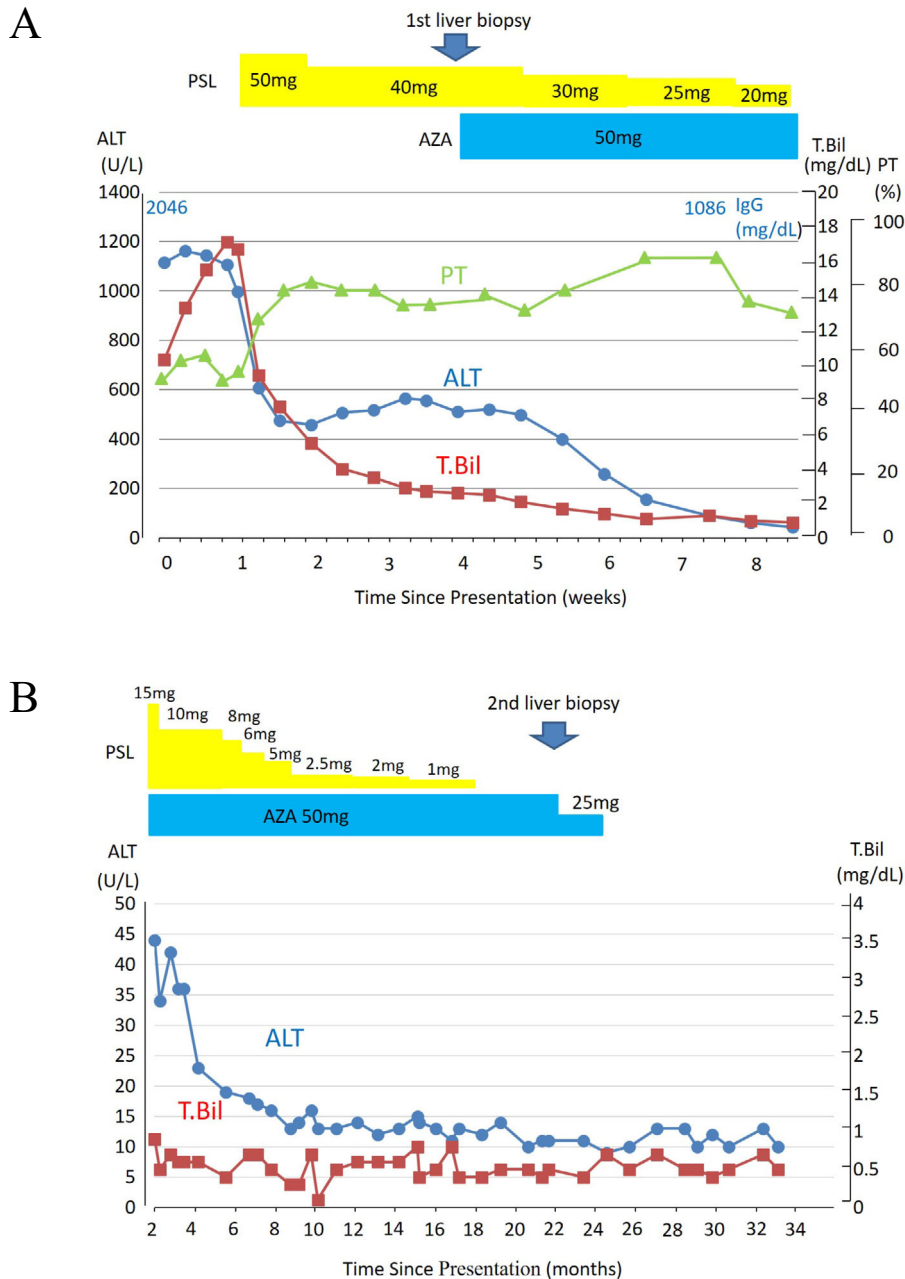 A
1st liver biopsy
PSL
50mg
40mg
30mg
25mg
20mg
AZA
50mg
ALT
(U/L)
T.Bil
(mg/dL)
PT
(%)
1400
1200
1000
800
600
400
200
0
2046
1086
IgG
(mg/dL)
PT
ALT
T.Bil
20
18
16
14
12
10
8
6
4
2
0
100
80
60
40
20
0
0 1 2 3 4 5 6 7 8
Time Since Presentation (weeks)
B
2nd liver biopsy
15mg
10mg
8mg
6mg
5mg
2.5mg
2mg
1mg
PSL
AZA 50mg
25mg
ALT
(U/L)
T.Bil
(mg/dL)
50
45
40
35
30
25
20
15
10
5
0
ALT
T.Bil
4
3.5
3
2.5
2
1.5
1
0.5
0
2 4 6 8 10 12 14 16 18 20 22 24 26 28 30 32 34
Time Since Presentation (months)